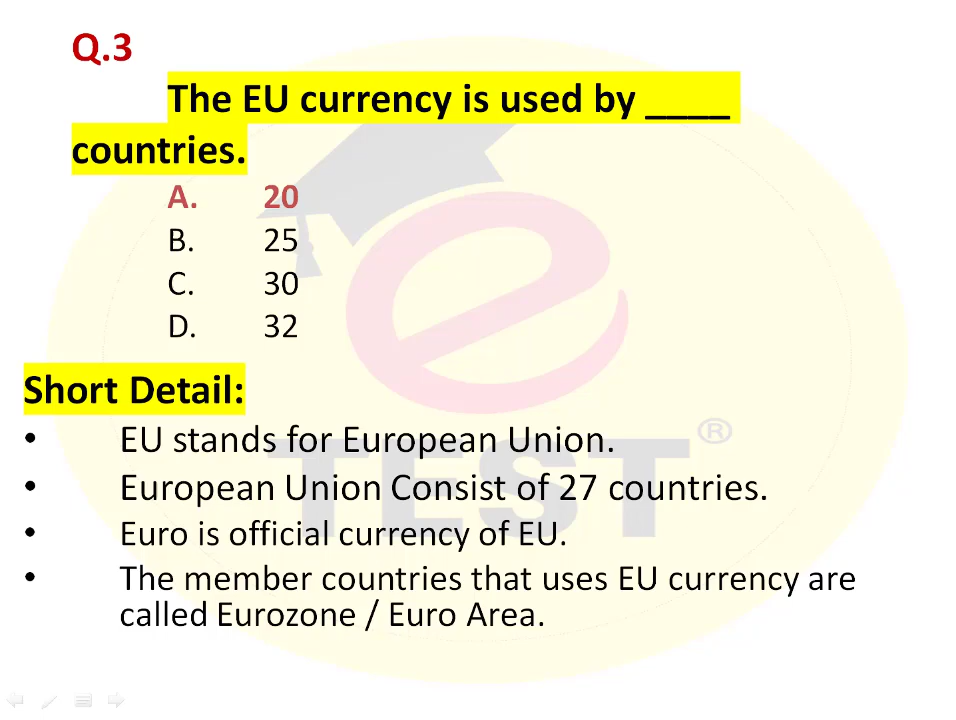 Q.3
The EU currency is used by ____
countries.
A. 20
B. 25
C. 30
D. 32
Short Detail:
• EU stands for European Union.
• European Union Consist of 27 countries.
• Euro is official currency of EU.
• The member countries that uses EU currency are
called Eurozone / Euro Area.
e
TEST ®